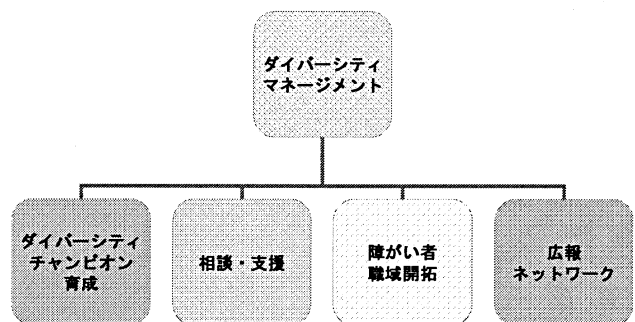 ダイバーシティ
マネージメント
ダイバーシティ
チャンピオン
育成
相談・支援
障がい者
職域開拓
広報
ネットワーク